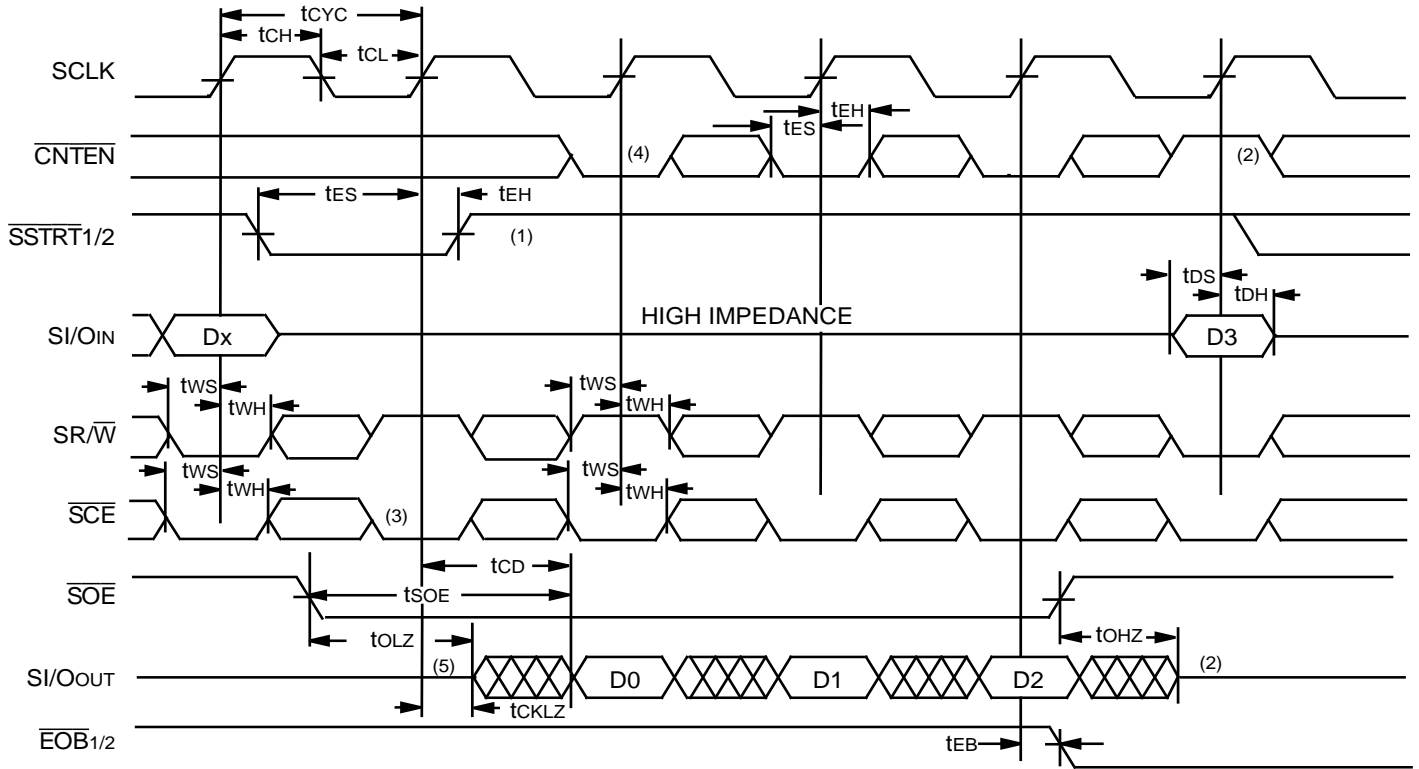 tCYC
tCH
tCL
SCLK
tES
tEH
CNTEN
(4)
(2)
tES
tEH
SSTRT1/2
(1)
tDS
tDH
HIGH IMPEDANCE
SI/OIN
Dx
D3
tWS
tWH
tWS
tWH
SR/W
tWS
tWH
tWS
tWH
SCE
(3)
tCD
SOE
tSOE
tOLZ
tOHZ
(5)
(2)
SI/OOUT
D0
D1
D2
tCKLZ
EOB1/2
tEB